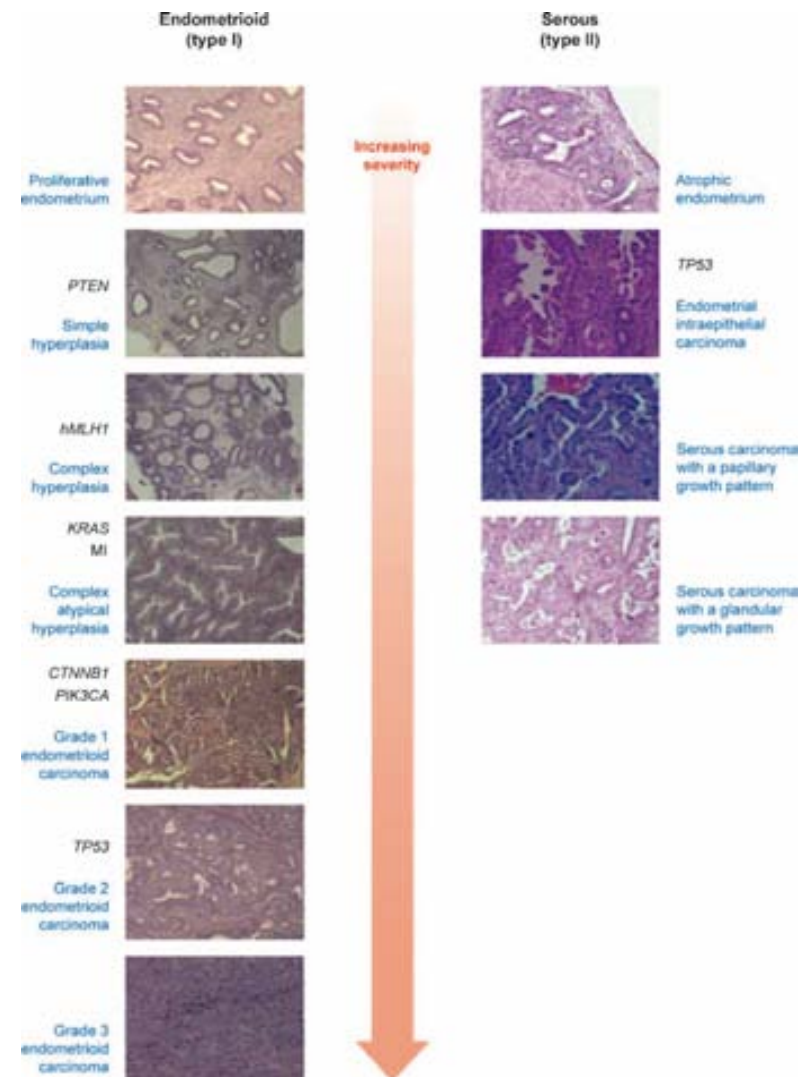 Endometrioid
(type I)
Serous
(type II)
Increasing
severity
Proliferative
endometrium
Atrophic
endometrium
PTEN
Simple
hyperplasia
TP53
Endometrial
intraepithelial
carcinoma
hMLH1
Complex
hyperplasia
Serous carcinoma
with a papillary
growth pattern
KRAS
MI
Complex
atypical
hyperplasia
Serous carcinoma
with a glandular
growth pattern
CTNNB1
PIK3CA
Grade 1
endometrioid
carcinoma
TP53
Grade 2
endometrioid
carcinoma
Grade 3
endometrioid
carcinoma